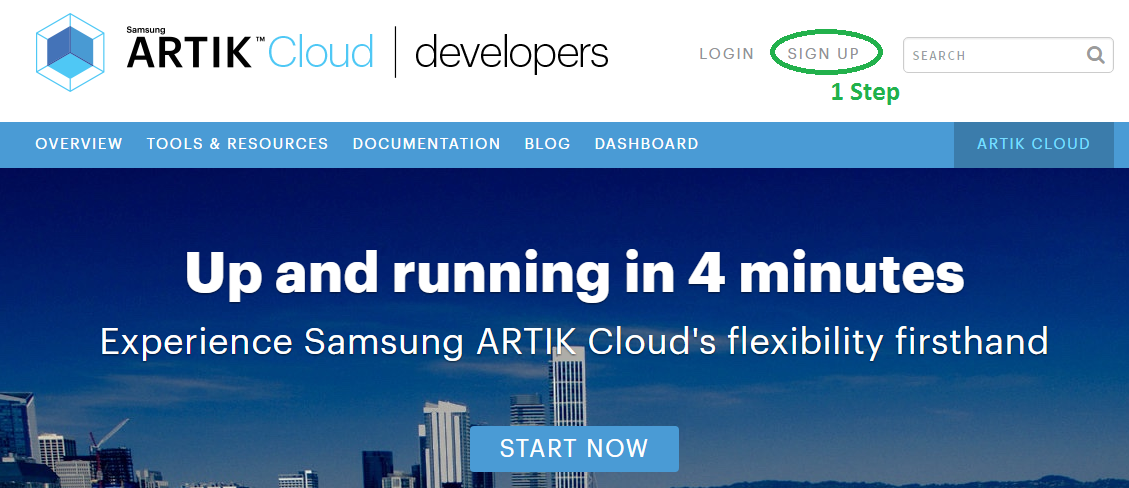 Samsung
ARTIK™ Cloud | developers
LOGIN SIGN UP SEARCH
1 Step
OVERVIEW TOOLS & RESOURCES DOCUMENTATION BLOG DASHBOARD ARTIK CLOUD
Up and running in 4 minutes
Experience Samsung ARTIK Cloud's flexibility firsthand
START NOW